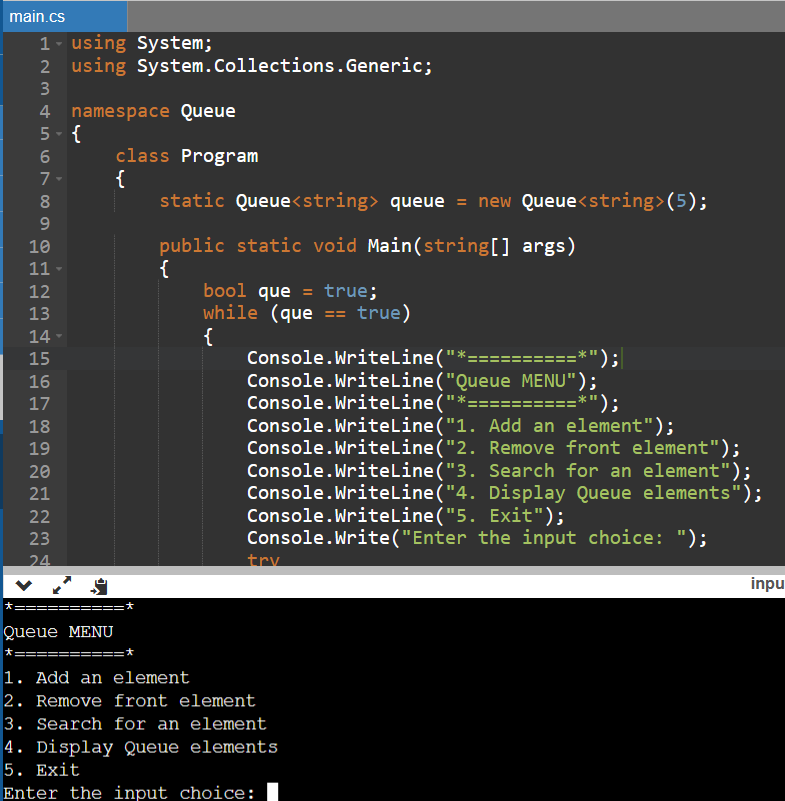 main.cs
1 using System;
2 using System.Collections.Generic;
3
4 namespace Queue
5 {
6     class Program
7     {
8         static Queue<string> queue = new Queue<string>(5);
9
10         public static void Main(string[] args)
11         {
12             bool que = true;
13             while (que == true)
14             {
15                 Console.WriteLine("*==========*");
16                 Console.WriteLine("Queue MENU");
17                 Console.WriteLine("*==========*");
18                 Console.WriteLine("1. Add an element");
19                 Console.WriteLine("2. Remove front element");
20                 Console.WriteLine("3. Search for an element");
21                 Console.WriteLine("4. Display Queue elements");
22                 Console.WriteLine("5. Exit");
23                 Console.Write("Enter the input choice: ");
24                 try
inpu
*==========*
Queue MENU
*==========*
1. Add an element
2. Remove front element
3. Search for an element
4. Display Queue elements
5. Exit
Enter the input choice: